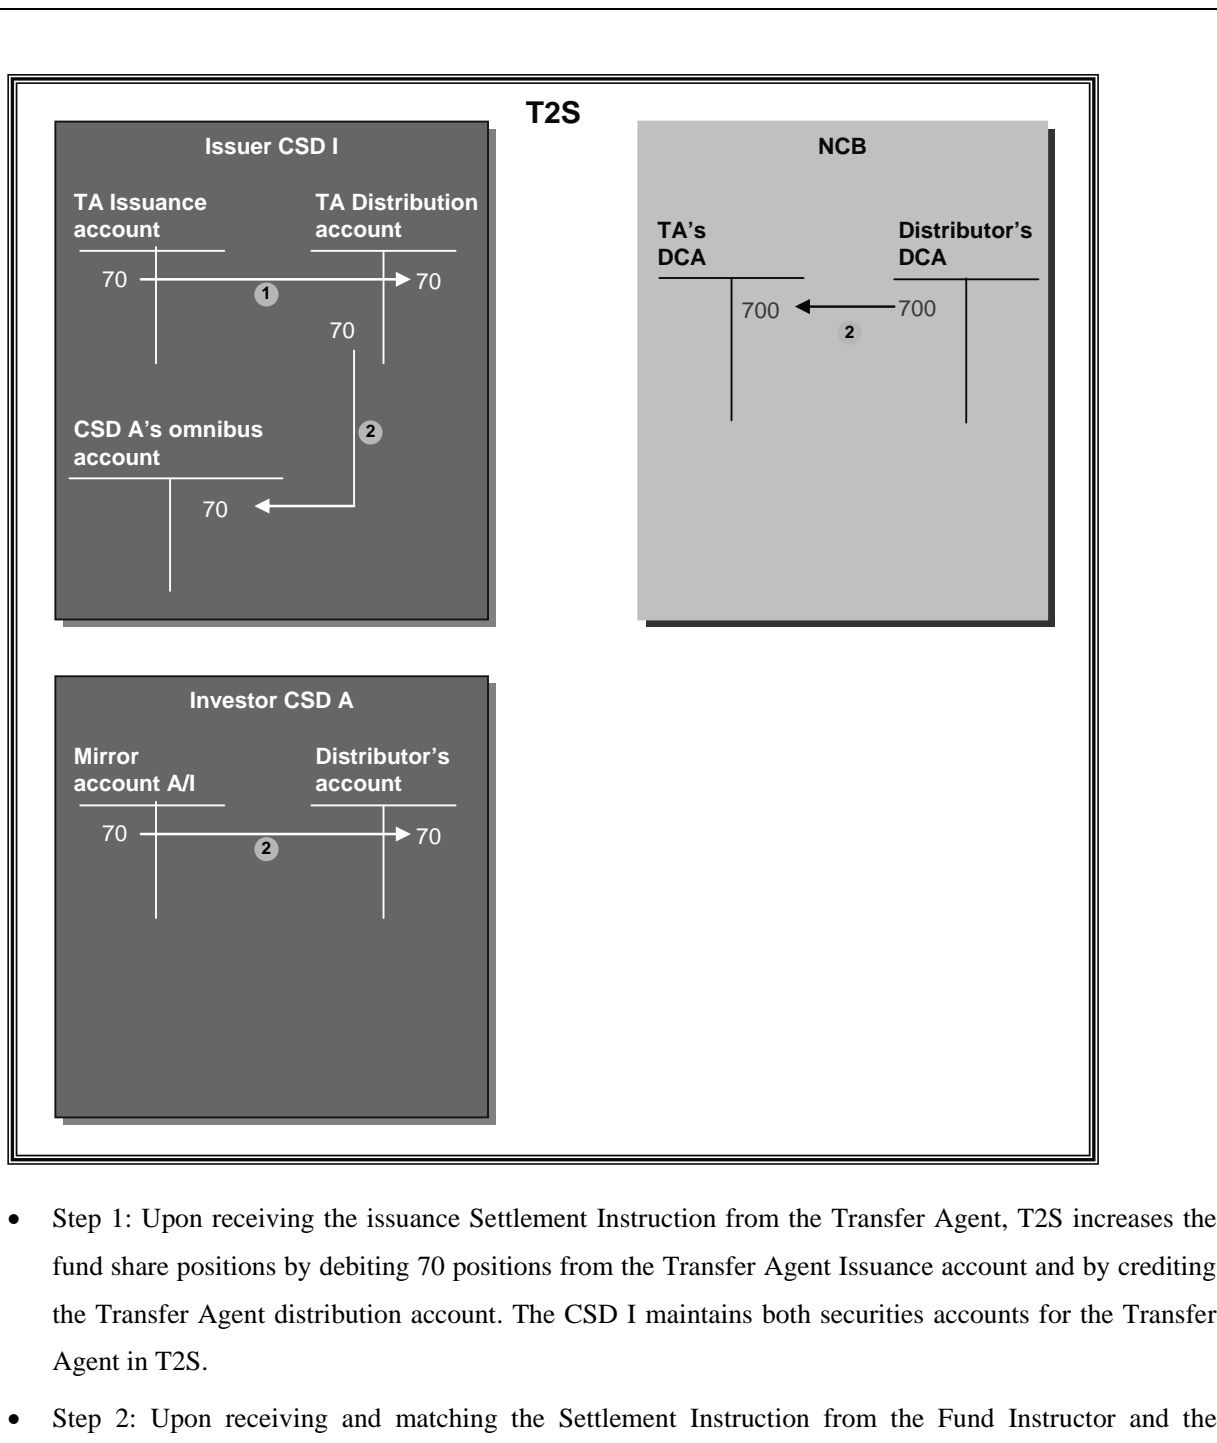 T2S
Issuer CSD I
TA Issuance
account
TA Distribution
account
70
70
1
70
2
CSD A's omnibus
account
70
NCB
TA's
DCA
Distributor's
DCA
700
700
2
Investor CSD A
Mirror
account A/I
Distributor's
account
70
70
2
• Step 1: Upon receiving the issuance Settlement Instruction from the Transfer Agent, T2S increases the
fund share positions by debiting 70 positions from the Transfer Agent Issuance account and by crediting
the Transfer Agent distribution account. The CSD I maintains both securities accounts for the Transfer
Agent in T2S.
• Step 2: Upon receiving and matching the Settlement Instruction from the Fund Instructor and the